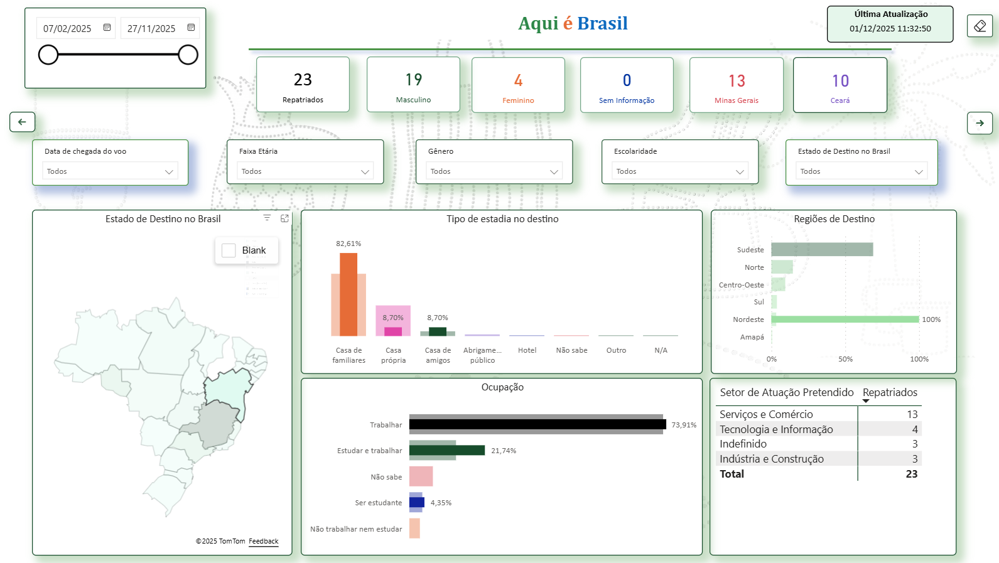 07/02/2025
27/11/2025
Aqui é Brasil
Última Atualização
01/12/2025 11:32:50
23
Repatriados
19
Masculino
4
Feminino
0
Sem Informação
13
Minas Gerais
10
Ceará
Data de chegada do voo
Todos
Faixa Etária
Todos
Gênero
Todos
Escolaridade
Todos
Estado de Destino no Brasil
Todos
Estado de Destino no Brasil
Blank
©2025 TomTom Feedback
Tipo de estadia no destino
82,61%
8,70%
8,70%
Casa de
familiares
Casa
própria
Casa de
amigos
Abrigame...
público
Hotel
Não sabe
Outro
N/A
Regiões de Destino
Sudeste
Norte
Centro-Oeste
Sul
Nordeste
100%
Amapá
0%
50%
100%
Ocupação
Trabalhar
73,91%
Estudar e trabalhar
21,74%
Não sabe
Ser estudante
4,35%
Não trabalhar nem estudar
Setor de Atuação Pretendido Repatriados
Serviços e Comércio 13
Tecnologia e Informação 4
Indefinido 3
Indústria e Construção 3
Total 23